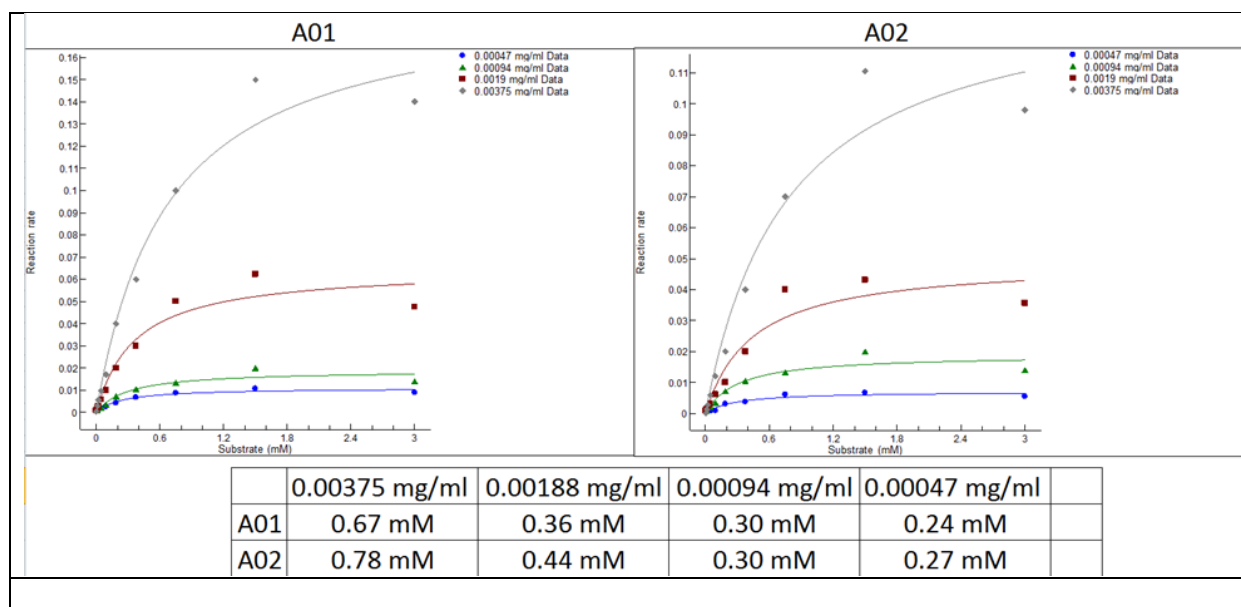 A01
0.00047 mg/ml Data
0.00094 mg/ml Data
0.0019 mg/ml Data
0.00375 mg/ml Data
0.16
0.15
0.14
0.13
0.12
0.11
0.1
0.09
0.08
0.07
0.06
0.05
0.04
0.03
0.02
0.01
0
Reaction rate
0 0.6 1.2 1.8 2.4 3
Substrate (mM)
A02
0.00047 mg/ml Data
0.00094 mg/ml Data
0.0019 mg/ml Data
0.00375 mg/ml Data
0.11
0.1
0.09
0.08
0.07
0.06
0.05
0.04
0.03
0.02
0.01
0
Reaction rate
0 0.6 1.2 1.8 2.4 3
Substrate (mM)
0.00375 mg/ml 0.00188 mg/ml 0.00094 mg/ml 0.00047 mg/ml
A01 0.67 mM 0.36 mM 0.30 mM 0.24 mM
A02 0.78 mM 0.44 mM 0.30 mM 0.27 mM